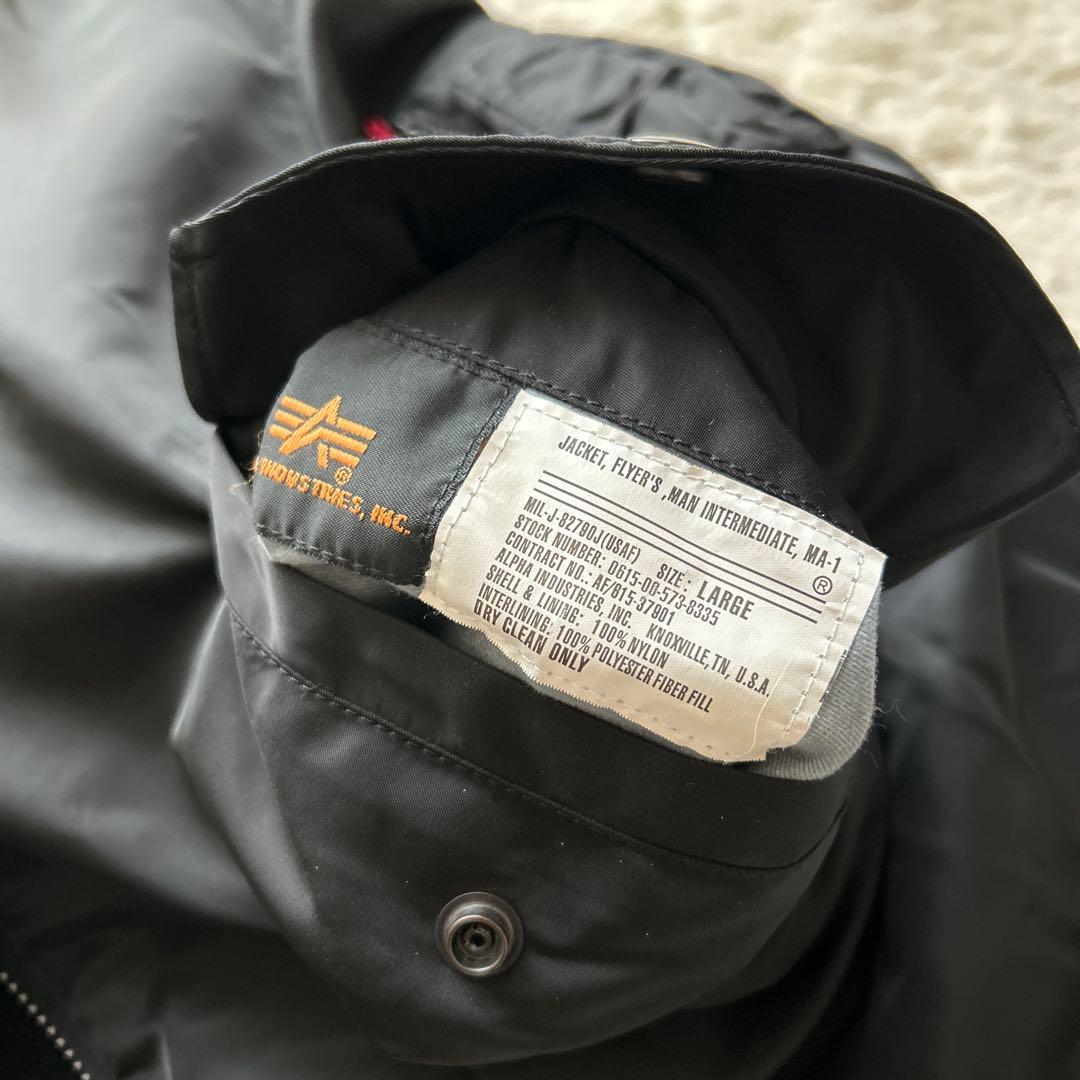 INDUSTRIES, INC.
JACKET, FLYER'S ,MAN INTERMEDIATE, MA-1
®
MIL-J-82790J(USAF) SIZE: LARGE
STOCK NUMBER: 0615-00-573-8335
CONTRACT NO.: AF/815-37901
ALPHA INDUSTRIES, INC. KNOXVILLE, TN, U.S.A.
SHELL & LINING: 100% NYLON
INTERLINING: 100% POLYESTER FIBER FILL
DRY CLEAN ONLY